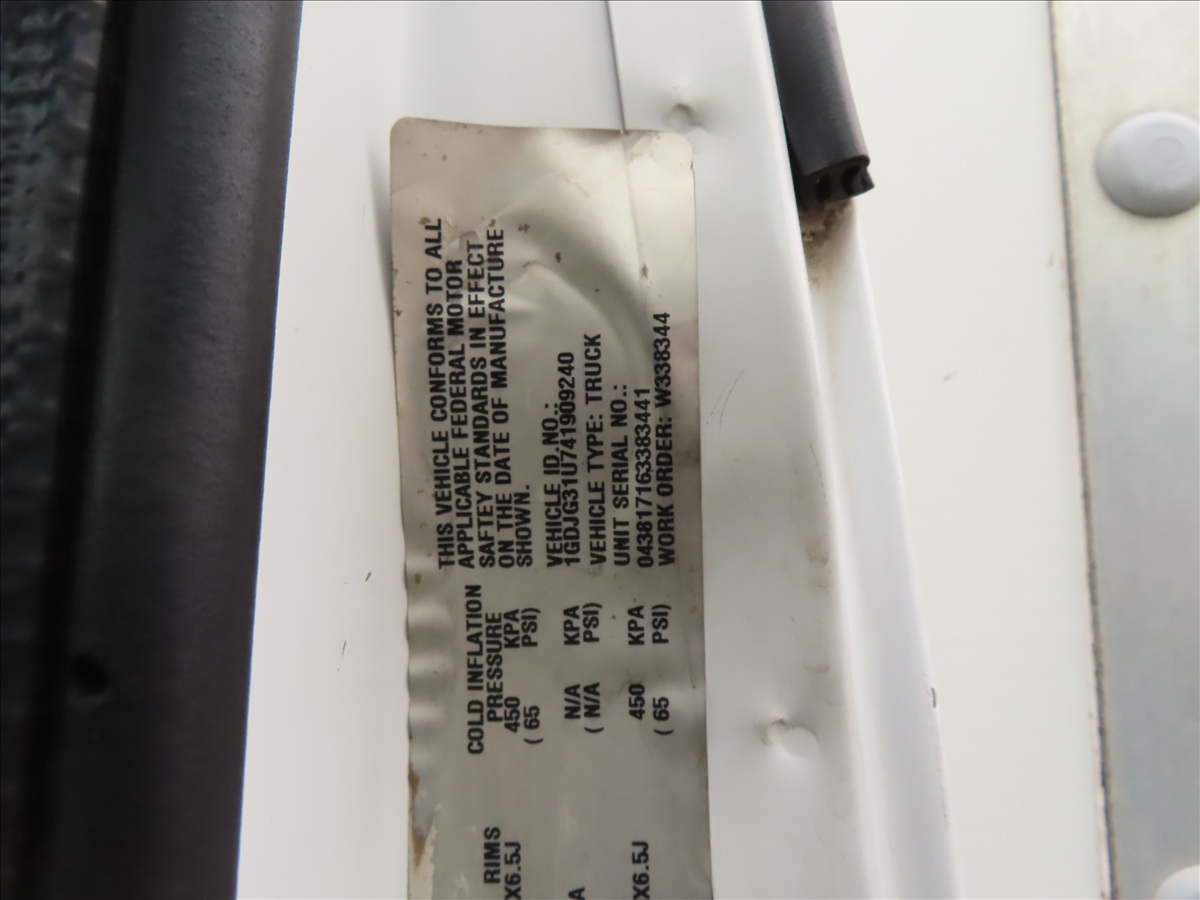 THIS VEHICLE CONFORMS TO ALL
APPLICABLE FEDERAL MOTOR
SAFTEY STANDARDS IN EFFECT
ON THE DATE OF MANUFACTURE
SHOWN.
VEHICLE ID.NO.:
1GDJG31U741909240
VEHICLE TYPE: TRUCK
UNIT SERIAL NO.:
043817163383441
WORK ORDER: W338344
COLD INFLATION
PRESSURE
450 KPA
( 65 PSI)
N/A KPA
( N/A PSI)
450 KPA
( 65 PSI)
RIMS
X6.5J
A
X6.5J